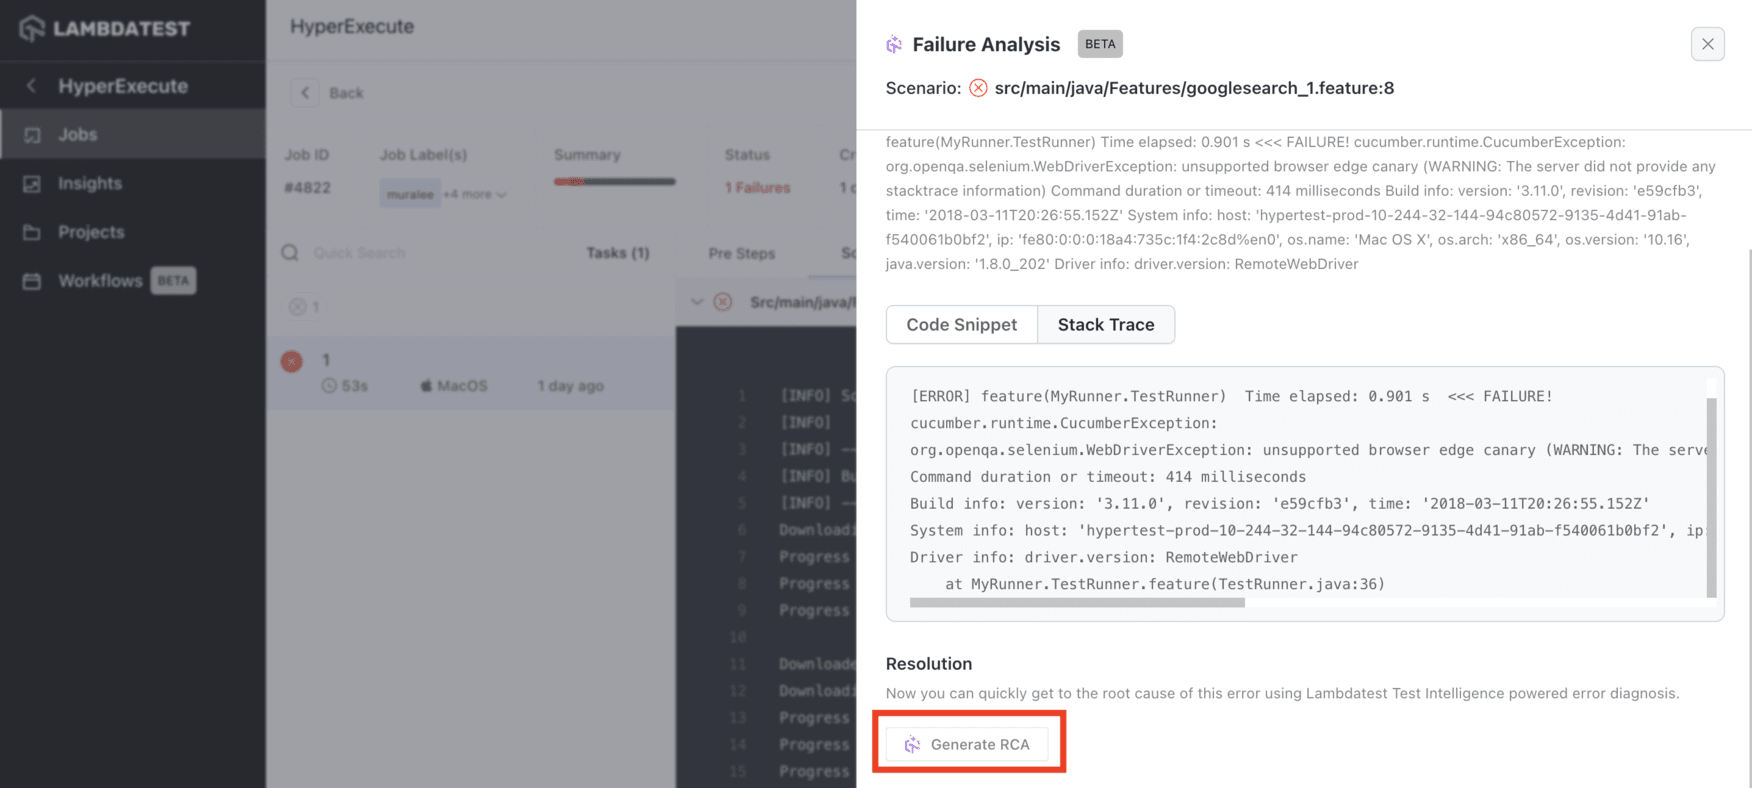 LAMBDATEST
HyperExecute
Jobs
Insights
Projects
Workflows BETA
HyperExecute
Back
Job ID Job Label(s) Summary Status
#4822 muralee +4 more 1 Failures
Quick Search Tasks (1) Pre Steps
1
Src/main/java/
1
53s MacOS 1 day ago
1 [INFO]
2 [INFO]
3 [INFO] --
4 [INFO]
5 [INFO] --
6 Downloadi
7 Progress
8 Progress
9 Progress
10
11 Downloade
12 Downloadi
13 Progress
14 Progress
15 Progress
Failure Analysis BETA
Scenario: src/main/java/Features/googlesearch_1.feature:8
feature(MyRunner.TestRunner) Time elapsed: 0.901 s <<< FAILURE! cucumber.runtime.CucumberException:
org.openqa.selenium.WebDriverException: unsupported browser edge canary (WARNING: The server did not provide any
stacktrace information) Command duration or timeout: 414 milliseconds Build info: version: '3.11.0', revision: 'e59cfb3',
time: '2018-03-11T20:26:55.152Z' System info: host: 'hypertest-prod-10-244-32-144-94c80572-9135-4d41-91ab-
f540061b0bf2', ip: 'fe80:0:0:0:18a4:735c:1f4:2c8d%en0', os.name: 'Mac OS X', os.arch: 'x86_64', os.version: '10.16',
java.version: '1.8.0_202' Driver info: driver.version: RemoteWebDriver
Code Snippet Stack Trace
[ERROR] feature(MyRunner.TestRunner)  Time elapsed: 0.901 s  <<< FAILURE!
cucumber.runtime.CucumberException:
org.openqa.selenium.WebDriverException: unsupported browser edge canary (WARNING: The serve
Command duration or timeout: 414 milliseconds
Build info: version: '3.11.0', revision: 'e59cfb3', time: '2018-03-11T20:26:55.152Z'
System info: host: 'hypertest-prod-10-244-32-144-94c80572-9135-4d41-91ab-f540061b0bf2', ip:
Driver info: driver.version: RemoteWebDriver
at MyRunner.TestRunner.feature(TestRunner.java:36)
Resolution
Now you can quickly get to the root cause of this error using Lambdatest Test Intelligence powered error diagnosis.
Generate RCA